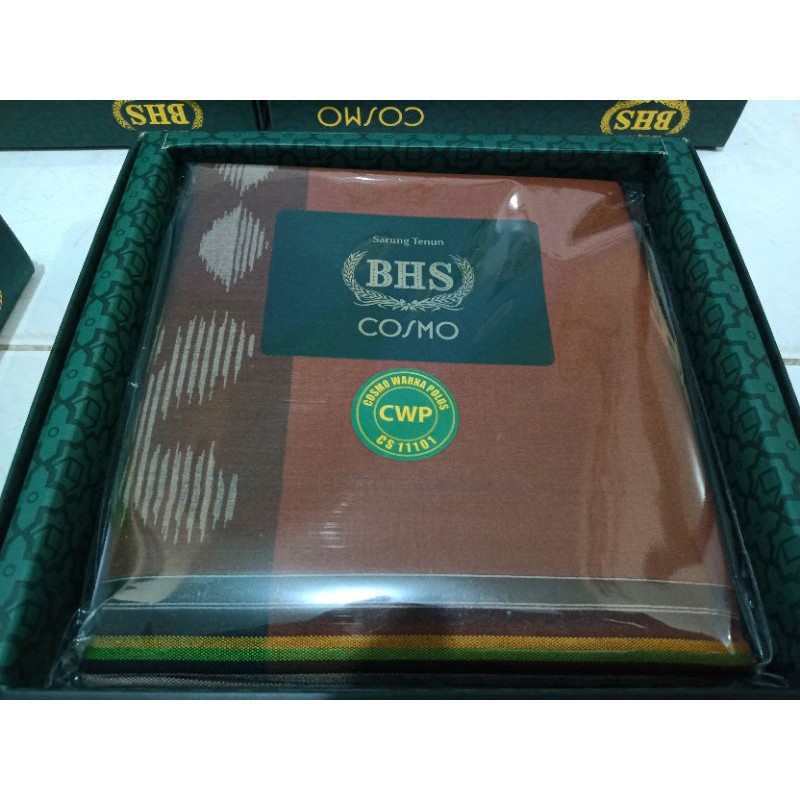 BHS
COSMO
BHS
Sarung Tenun
BHS
COSMO
COSMO WARNA POLOS
CWP
CS 11101